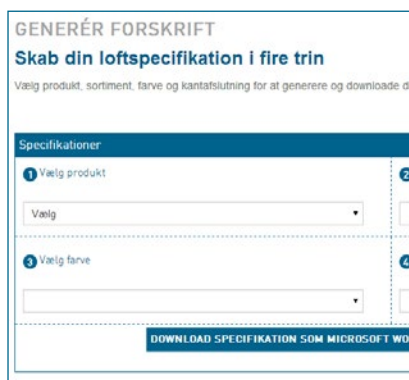 GENERÉR FORSKRIFT
Skab din loftspecifikation i fire trin
Vælg produkt, sortiment, farve og kantafslutning for at generere og downloade d
Specifikationer
1 Vælg produkt
2
Vælg
3 Vælg farve
4
DOWNLOAD SPECIFIKATION SOM MICROSOFT WO